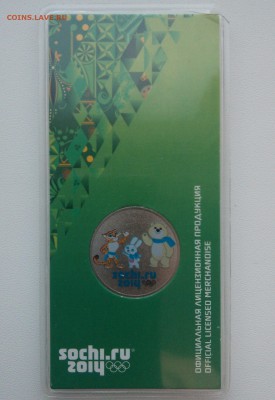 COINS.LAVE.RU
sochi.ru
2014
sochi.ru
2014
ОФИЦИАЛЬНАЯ ЛИЦЕНЗИОННАЯ ПРОДУКЦИЯ
OFFICIAL LICENSED MERCHANDISE